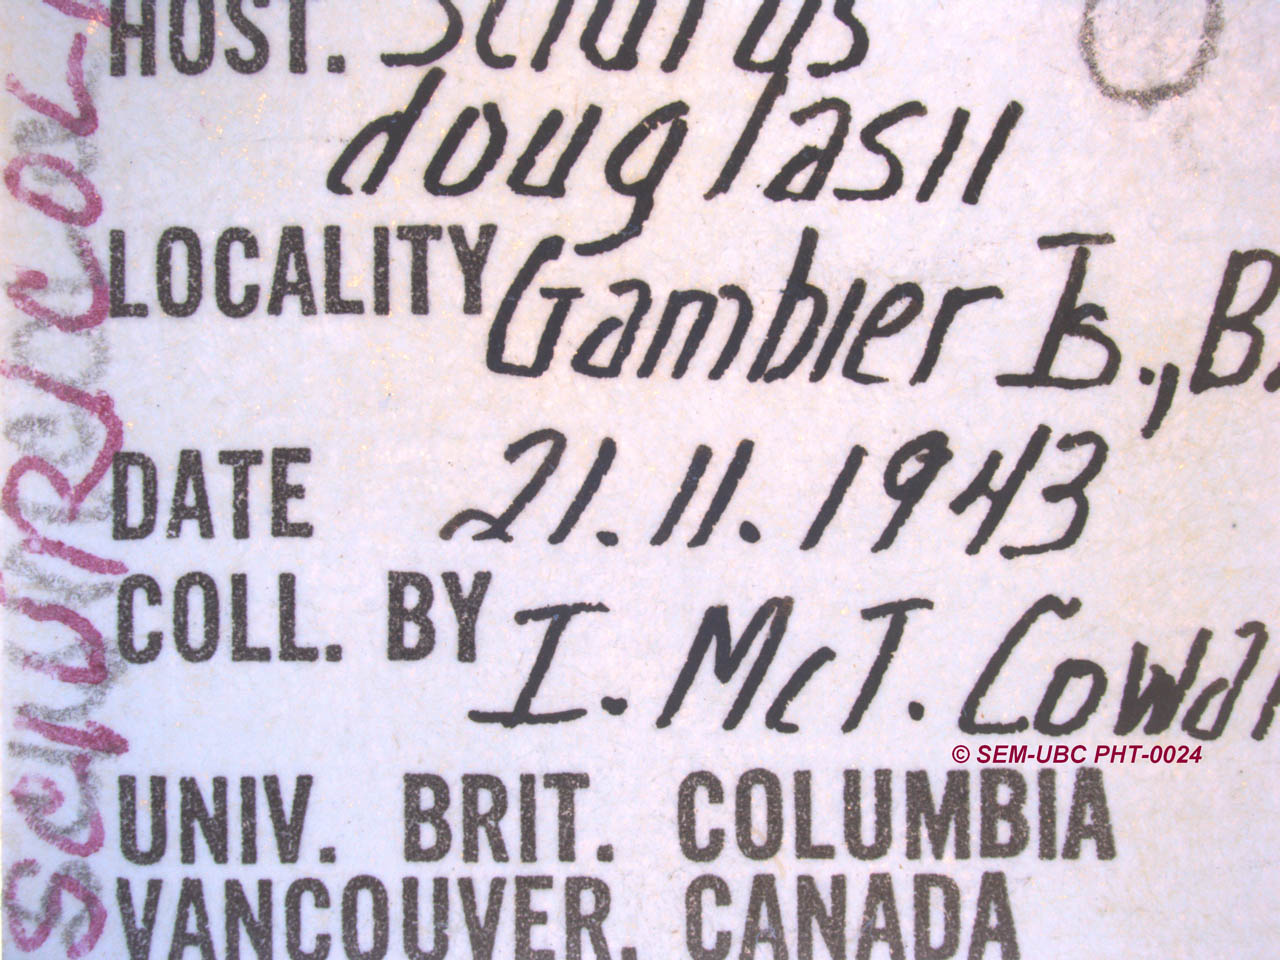 HOST. Sciurus
douglasii
LOCALITY Gambier Is., B.
DATE 21.11.1943
COLL. BY I. McT. Cowan
© SEM-UBC PHT-0024
UNIV. BRIT. COLUMBIA
VANCOUVER, CANADA